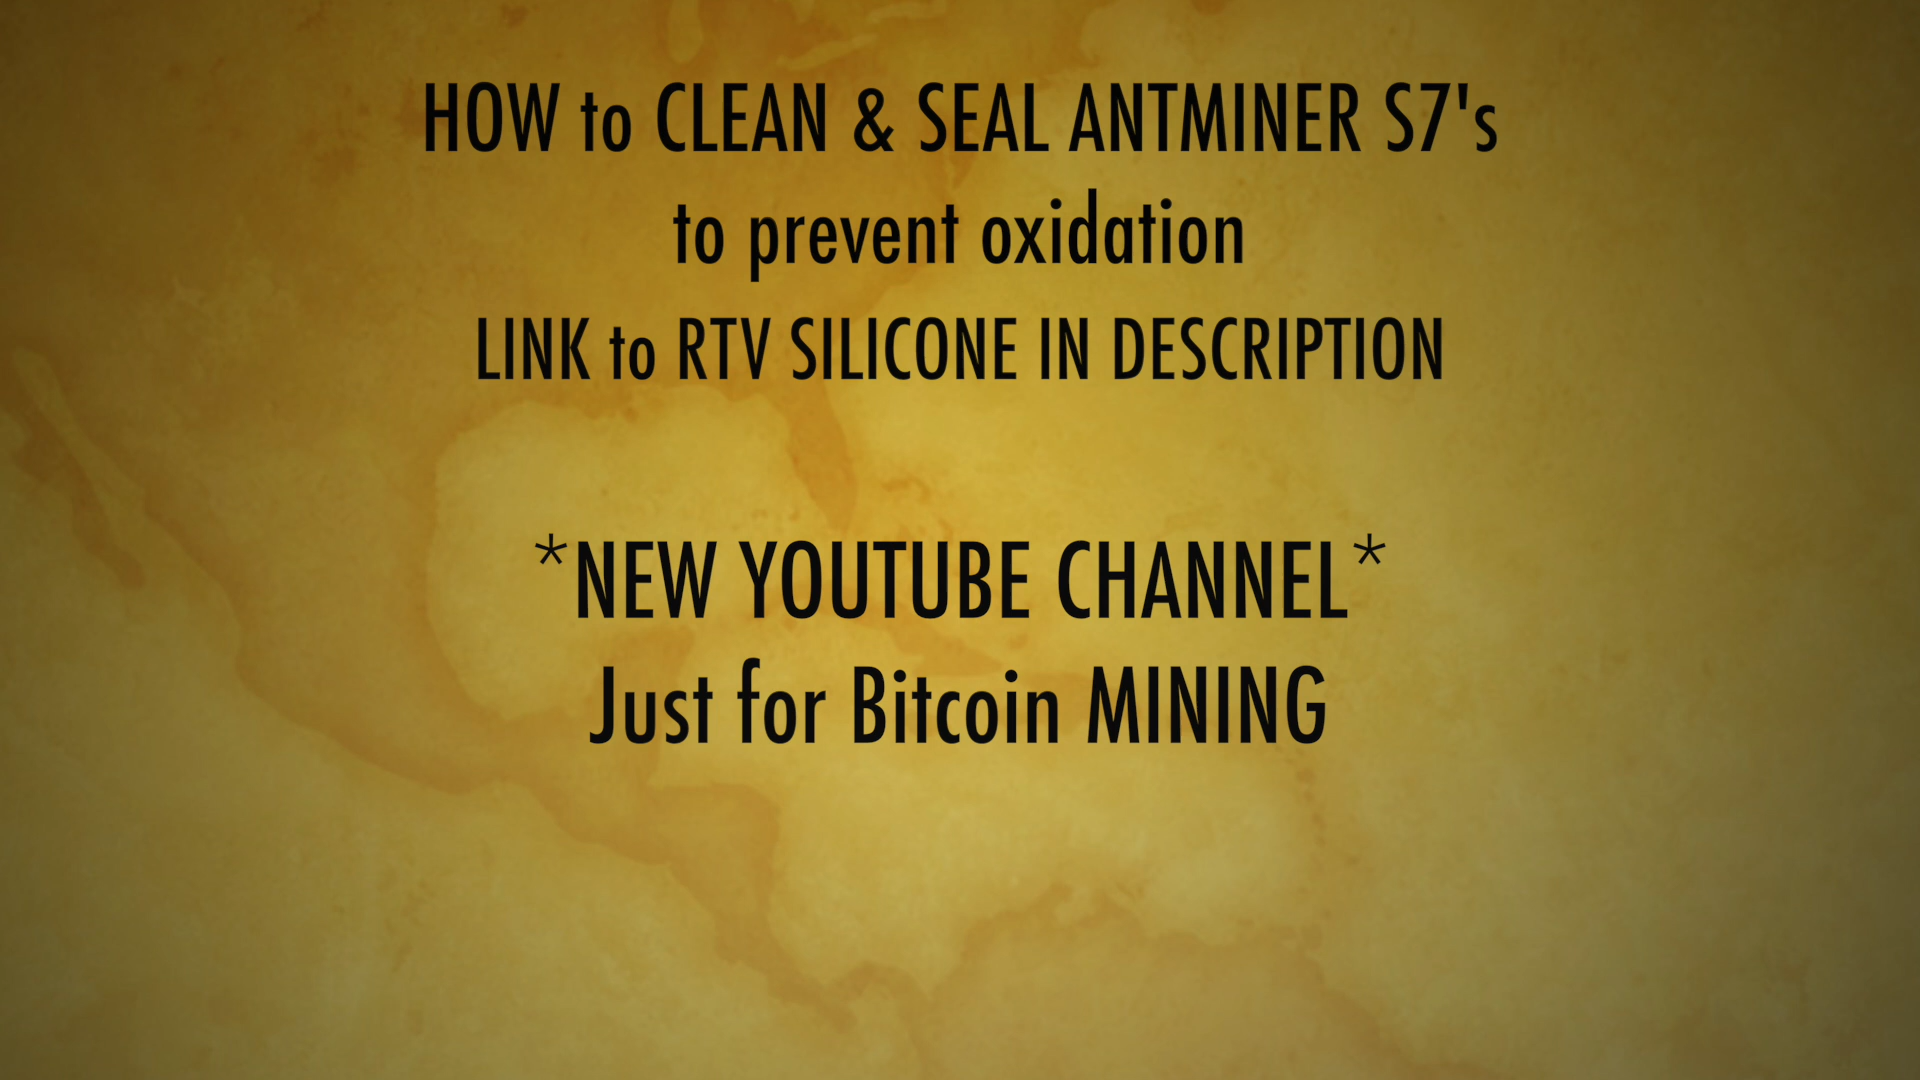 HOW to CLEAN & SEAL ANTMINER S7's
to prevent oxidation
LINK to RTV SILICONE IN DESCRIPTION
*NEW YOUTUBE CHANNEL*
Just for Bitcoin MINING